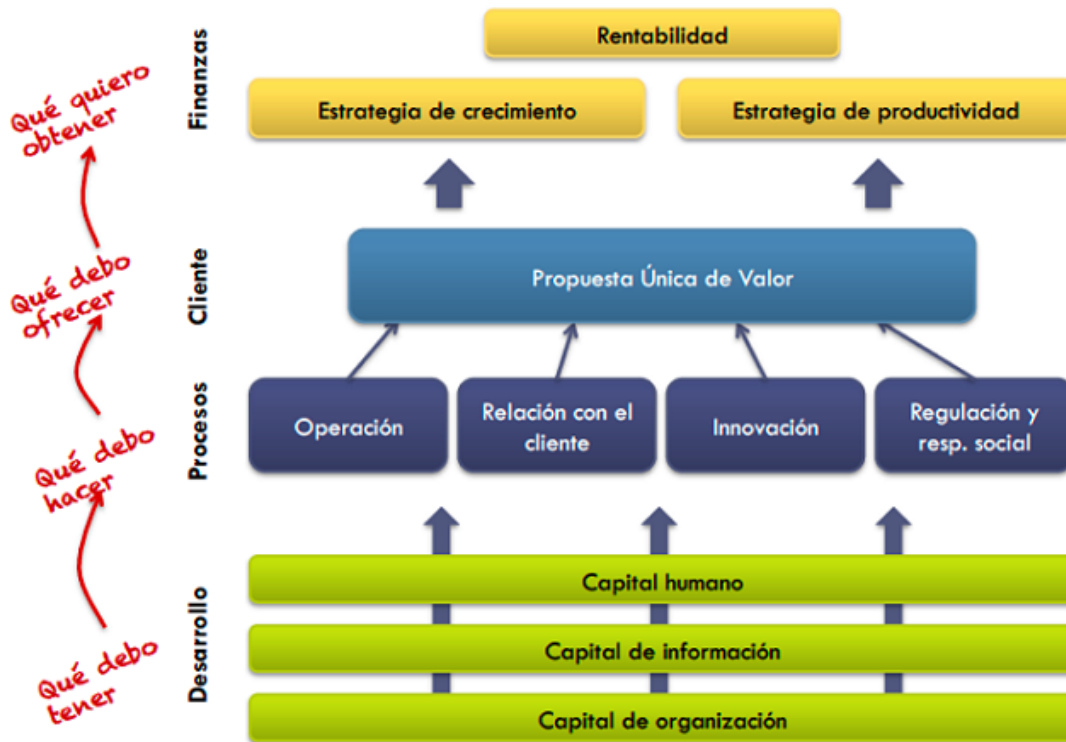 Finanzas
Rentabilidad
Estrategia de crecimiento
Estrategia de productividad
Qué quiero
obtener
Cliente
Propuesta Única de Valor
Qué debo
ofrecer
Procesos
Operación
Relación con el
cliente
Innovación
Regulación y
resp. social
Qué debo
hacer
Desarrollo
Capital humano
Capital de información
Capital de organización
Qué debo
tener